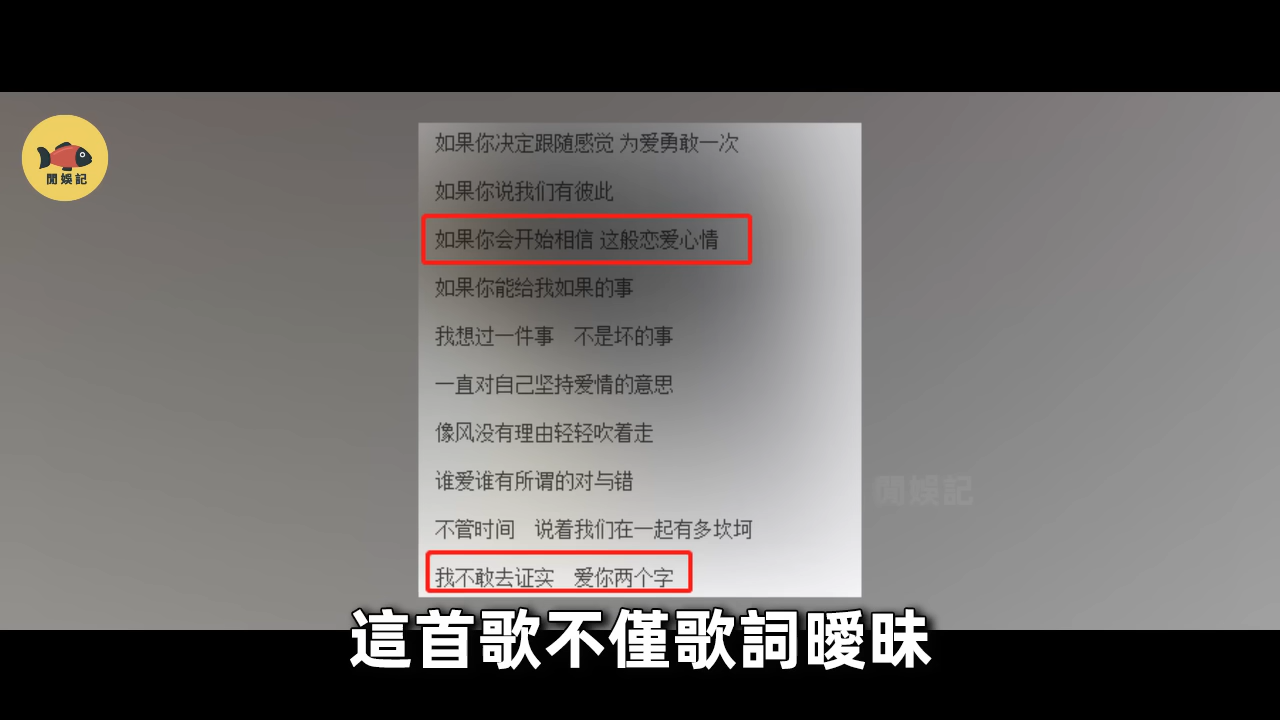 閒娛記
如果你决定跟随感觉 为爱勇敢一次
如果你说我们有彼此
如果你会开始相信 这般恋爱心情
如果你能给我如果的事
我想过一件事　不是坏的事
一直对自己坚持爱情的意思
像风没有理由轻轻吹着走
谁爱谁有所谓的对与错
不管时间　说着我们在一起有多坎坷
我不敢去证实　爱你两个字
閒娛記
這首歌不僅歌詞曖昧